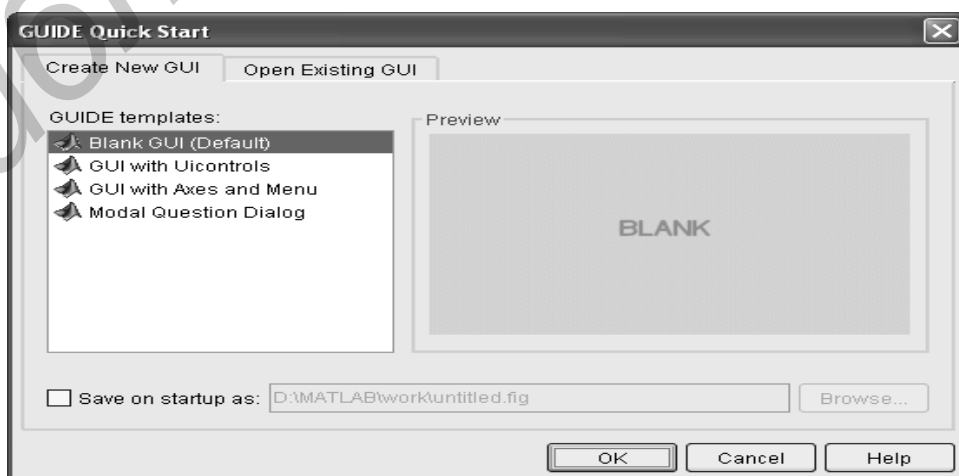 GUIDE Quick Start
Create New GUI
Open Existing GUI
GUIDE templates:
Blank GUI (Default)
GUI with Uicontrols
GUI with Axes and Menu
Modal Question Dialog
Preview
BLANK
Save on startup as:
D:\MATLAB\work\untitled.fig
Browse...
OK
Cancel
Help